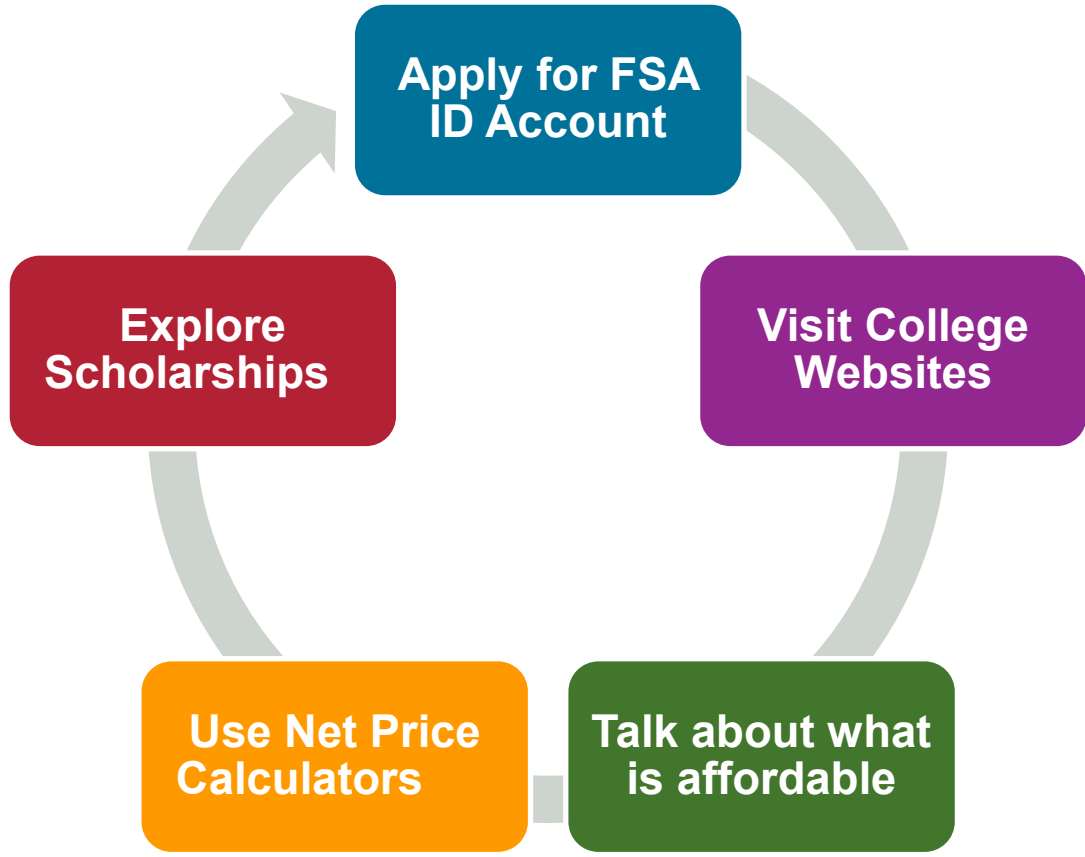 Apply for FSA
ID Account
Visit College
Websites
Talk about what
is affordable
Use Net Price
Calculators
Explore
Scholarships